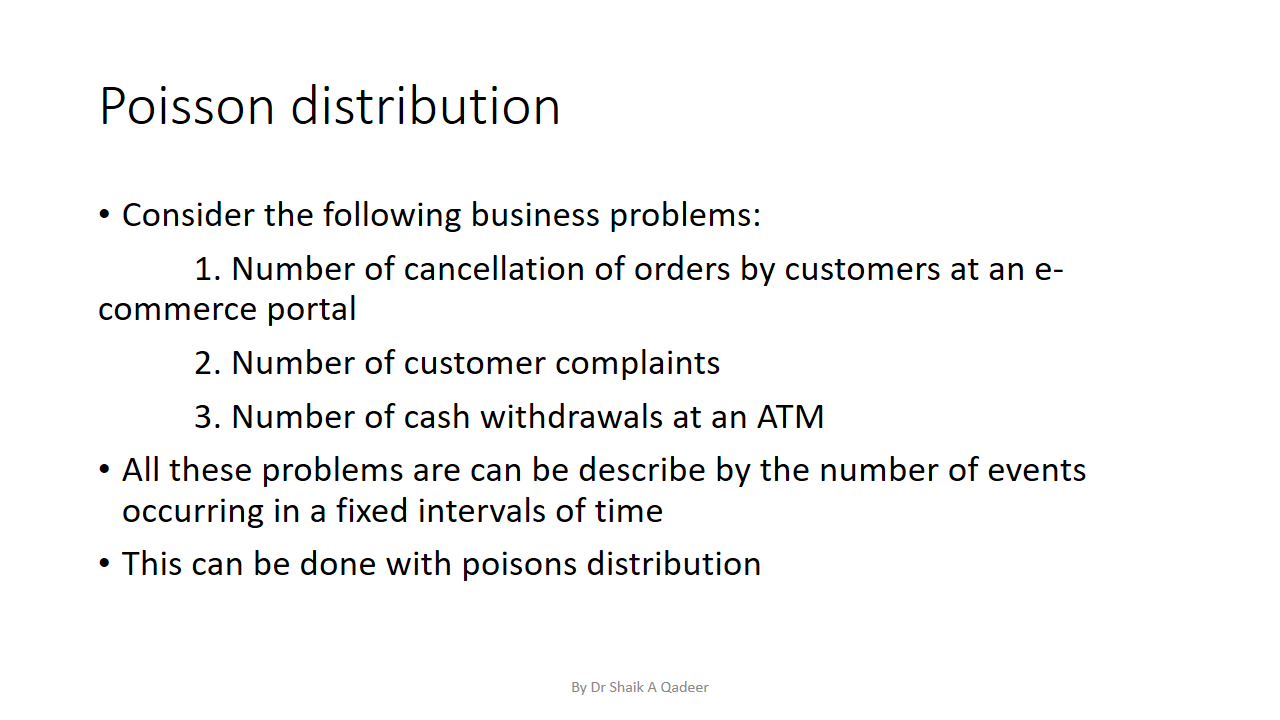 Poisson distribution
• Consider the following business problems:
1. Number of cancellation of orders by customers at an e-
commerce portal
2. Number of customer complaints
3. Number of cash withdrawals at an ATM
• All these problems are can be describe by the number of events
occurring in a fixed intervals of time
• This can be done with poisons distribution
By Dr Shaik A Qadeer